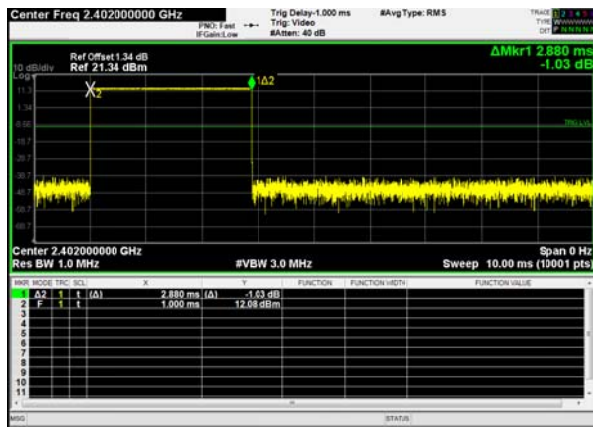 Center Freq 2.402000000 GHz
PNO: Fast
IFGain:Low
Trig Delay-1.000 ms
Trig: Video
#Atten: 40 dB
#Avg Type: RMS
TRACE 1 2 3 4 5
TYPE
DET P N N N N
ΔMkr1 2.880 ms
-1.03 dB
Ref Offset 1.34 dB
Ref 21.34 dBm
10 dB/div
Log
11.3
1.34
-8.66
-18.7
-28.7
-38.7
-48.7
-58.7
-68.7
X2
1Δ2
TRIG LVL
Center 2.402000000 GHz
Span 0 Hz
Res BW 1.0 MHz
#VBW 3.0 MHz
Sweep 10.00 ms (10001 pts)
MKR MODE TRC SCL X Y FUNCTION FUNCTION WIDTH FUNCTION VALUE
1 Δ2 1 t (Δ) 2.880 ms (Δ) -1.03 dB
2 F 1 t 1.000 ms 12.08 dBm
3
4
5
6
7
8
9
10
11
MSG
STATUS